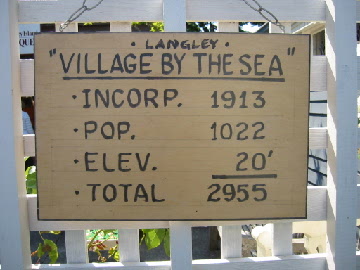 · LANGLEY ·
"VILLAGE BY THE SEA"
· INCORP. 1913
· POP. 1022
· ELEV. 20'
· TOTAL 2955